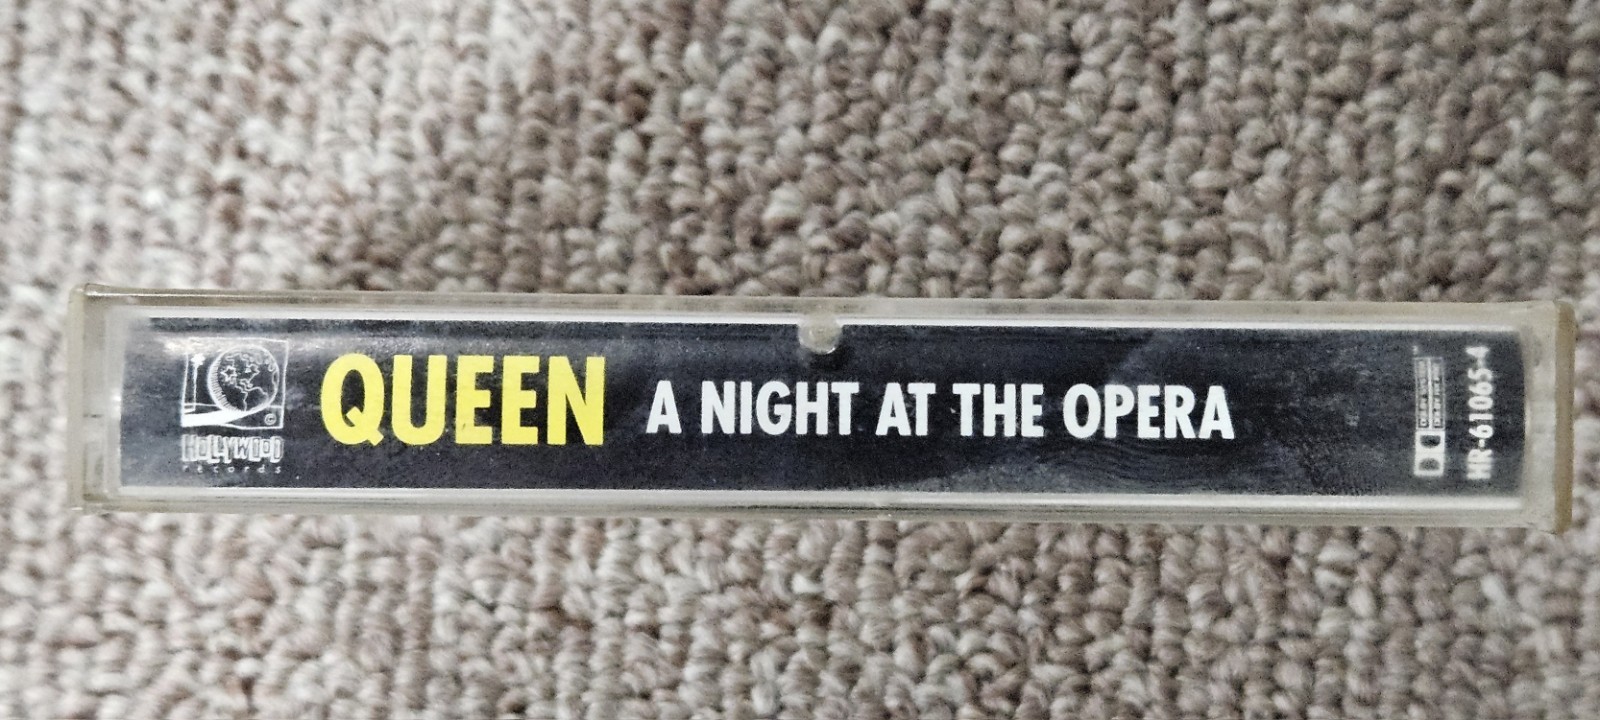 HOLLYWOOD
records
QUEEN A NIGHT AT THE OPERA
HR-61065-4